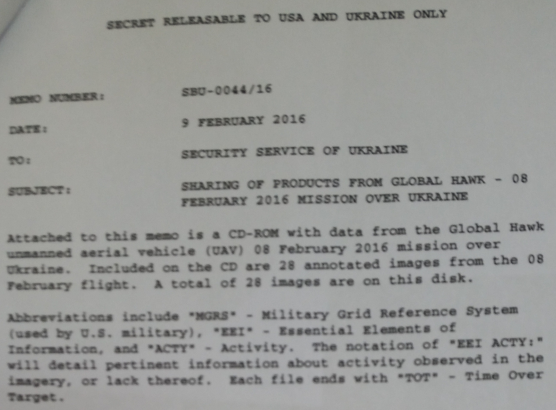 SECRET RELEASABLE TO USA AND UKRAINE ONLY
MEMO NUMBER: SBU-0044/16
DATE: 9 FEBRUARY 2016
TO: SECURITY SERVICE OF UKRAINE
SUBJECT: SHARING OF PRODUCTS FROM GLOBAL HAWK - 08
FEBRUARY 2016 MISSION OVER UKRAINE
Attached to this memo is a CD-ROM with data from the Global Hawk
unmanned aerial vehicle (UAV) 08 February 2016 mission over
Ukraine. Included on the CD are 28 annotated images from the 08
February flight. A total of 28 images are on this disk.
Abbreviations include "MGRS" - Military Grid Reference System
(used by U.S. military), "EEI" - Essential Elements of
Information, and "ACTY" - Activity. The notation of "EEI ACTY:"
will detail pertinent information about activity observed in the
imagery, or lack thereof. Each file ends with "TOT" - Time Over
Target.